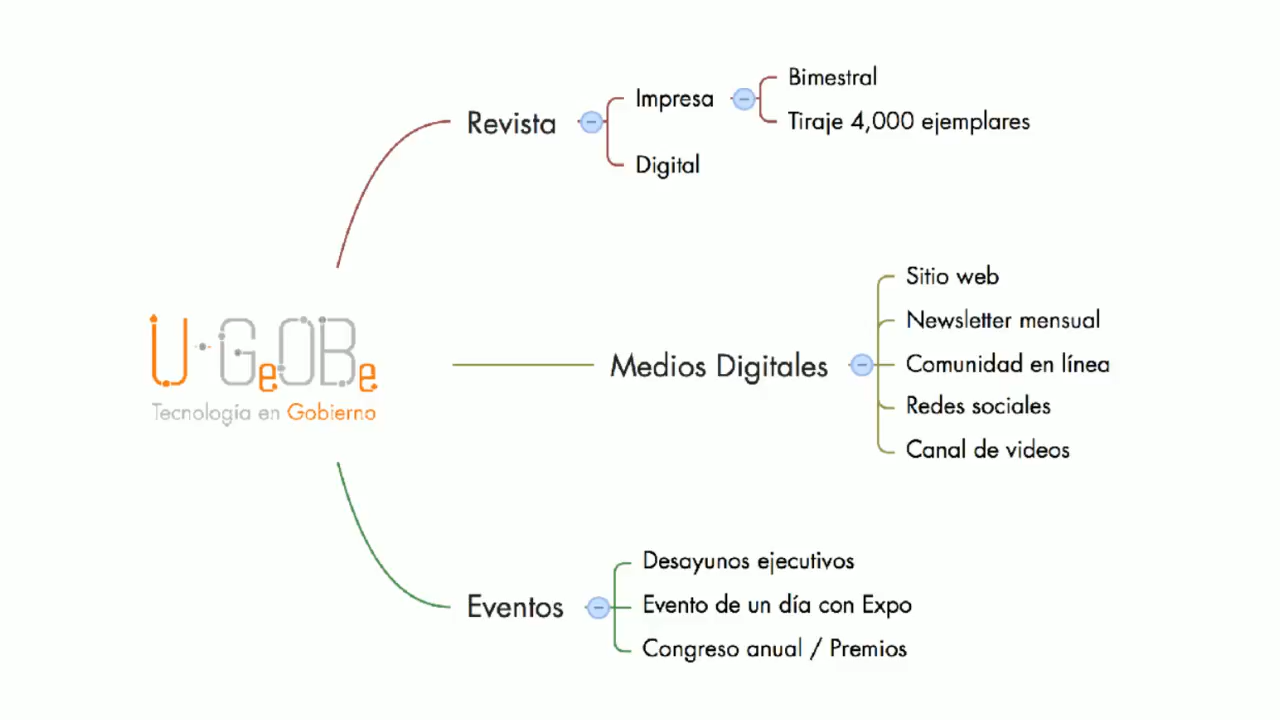 Revista
Impresa
Bimestral
Tiraje 4,000 ejemplares
Digital
U·GeOBe
Tecnología en Gobierno
Medios Digitales
Sitio web
Newsletter mensual
Comunidad en línea
Redes sociales
Canal de videos
Eventos
Desayunos ejecutivos
Evento de un día con Expo
Congreso anual / Premios